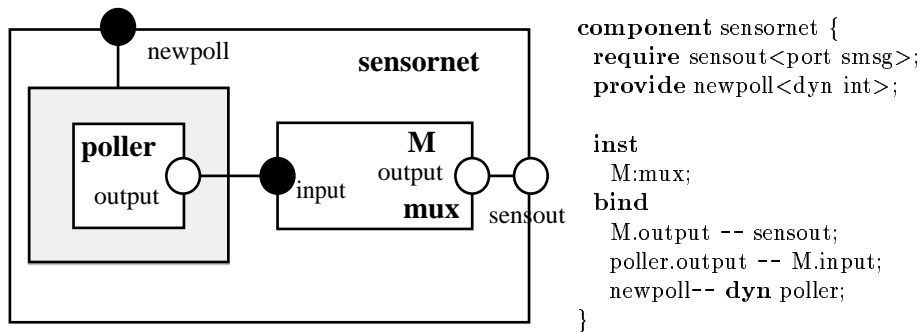 newpoll
sensornet
poller
output
input
M
output
mux
sensout
component sensornet {
require sensout<port smsg>;
provide newpoll<dyn int>;
inst
M:mux;
bind
M.output -- sensout;
poller.output -- M.input;
newpoll-- dyn poller;
}